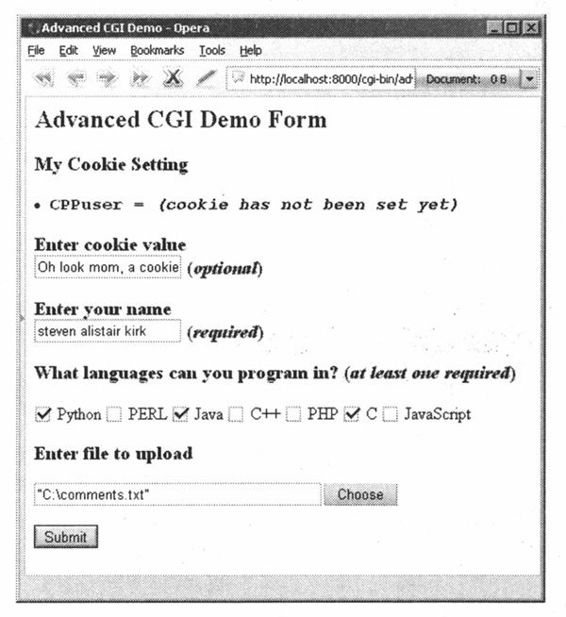 Advanced CGI Demo - Opera
File Edit View Bookmarks Tools Help
http://localhost:8000/cgi-bin/ad Document: 0 B
Advanced CGI Demo Form
My Cookie Setting
• CPPuser = (cookie has not been set yet)
Enter cookie value
Oh look mom, a cookie (optional)
Enter your name
steven alistair kirk (required)
What languages can you program in? (at least one required)
Python PERL Java C++ PHP C JavaScript
Enter file to upload
"C:\comments.txt" Choose
Submit